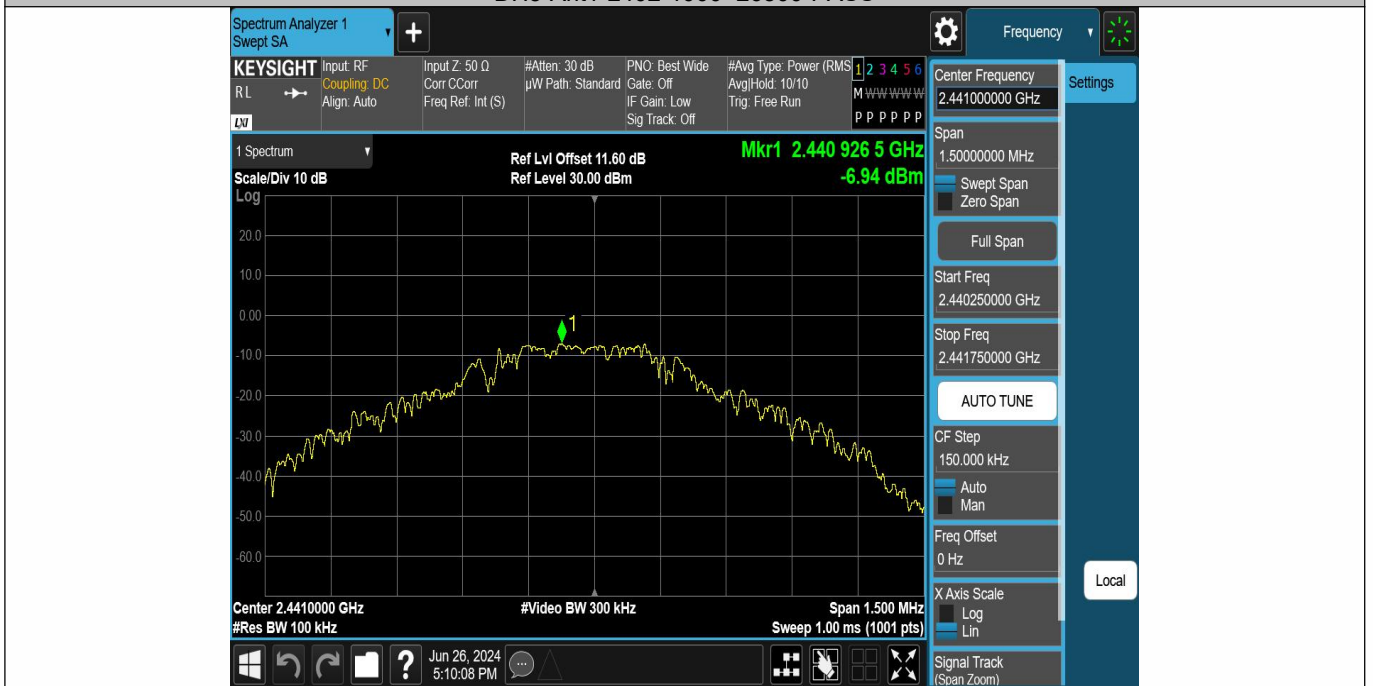 Spectrum Analyzer 1
Swept SA
Frequency
KEYSIGHT
RL
LXI
Input: RF
Coupling: DC
Align: Auto
Input Z: 50 Ω
Corr CCorr
Freq Ref: Int (S)
#Atten: 30 dB
µW Path: Standard
PNO: Best Wide
Gate: Off
IF Gain: Low
Sig Track: Off
#Avg Type: Power (RMS
Avg|Hold: 10/10
Trig: Free Run
1 2 3 4 5 6
M W W W W W
P P P P P P
1 Spectrum
Scale/Div 10 dB
Log
Ref Lvl Offset 11.60 dB
Ref Level 30.00 dBm
Mkr1 2.440 926 5 GHz
-6.94 dBm
20.0
10.0
0.00
-10.0
-20.0
-30.0
-40.0
-50.0
-60.0
1
Center 2.4410000 GHz
#Res BW 100 kHz
#Video BW 300 kHz
Span 1.500 MHz
Sweep 1.00 ms (1001 pts)
Jun 26, 2024
5:10:08 PM
Settings
Center Frequency
2.441000000 GHz
Span
1.50000000 MHz
Swept Span
Zero Span
Full Span
Start Freq
2.440250000 GHz
Stop Freq
2.441750000 GHz
AUTO TUNE
CF Step
150.000 kHz
Auto
Man
Freq Offset
0 Hz
X Axis Scale
Log
Lin
Signal Track
(Span Zoom)
Local